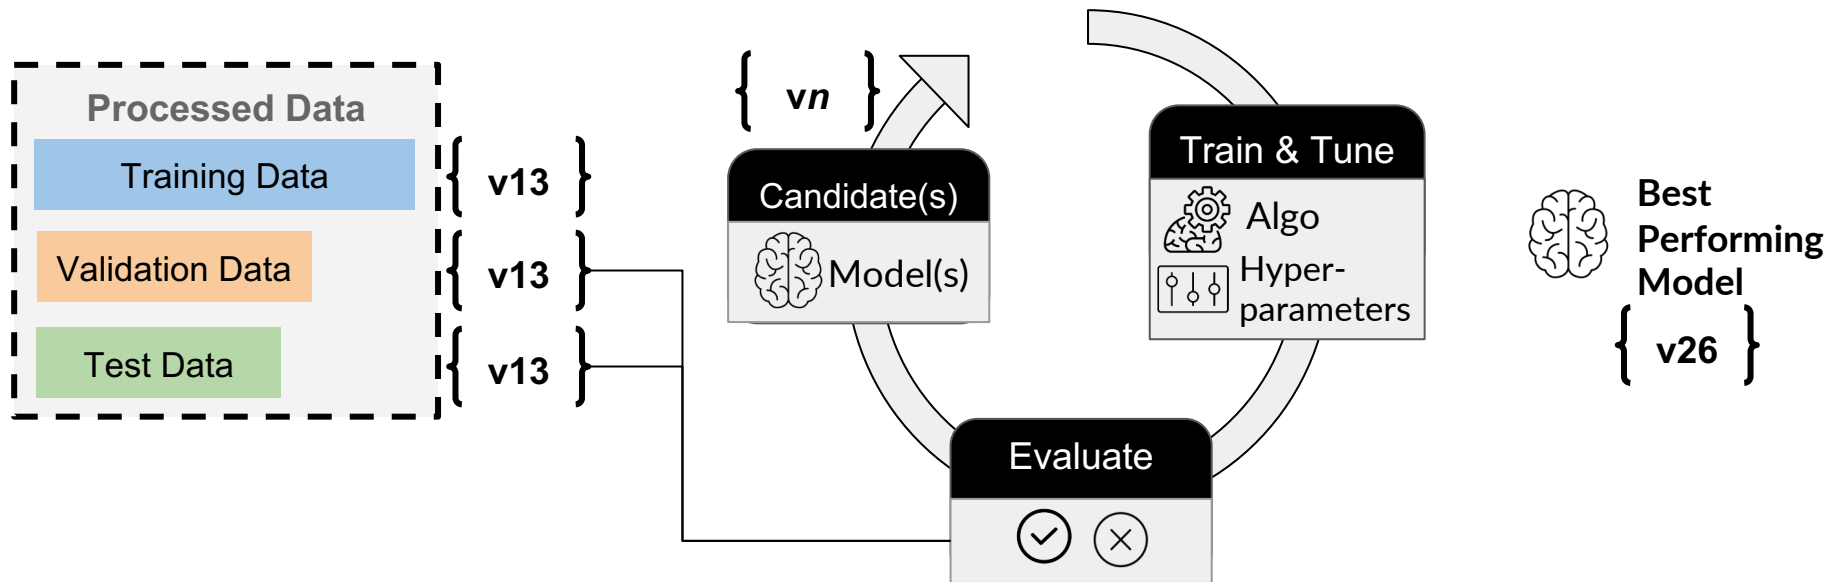 Processed Data
Training Data
{ v13 }
Validation Data
{ v13 }
Test Data
{ v13 }
{ vn }
Candidate(s)
Model(s)
Train & Tune
Algo
Hyper-
parameters
Evaluate
Best
Performing
Model
{ v26 }